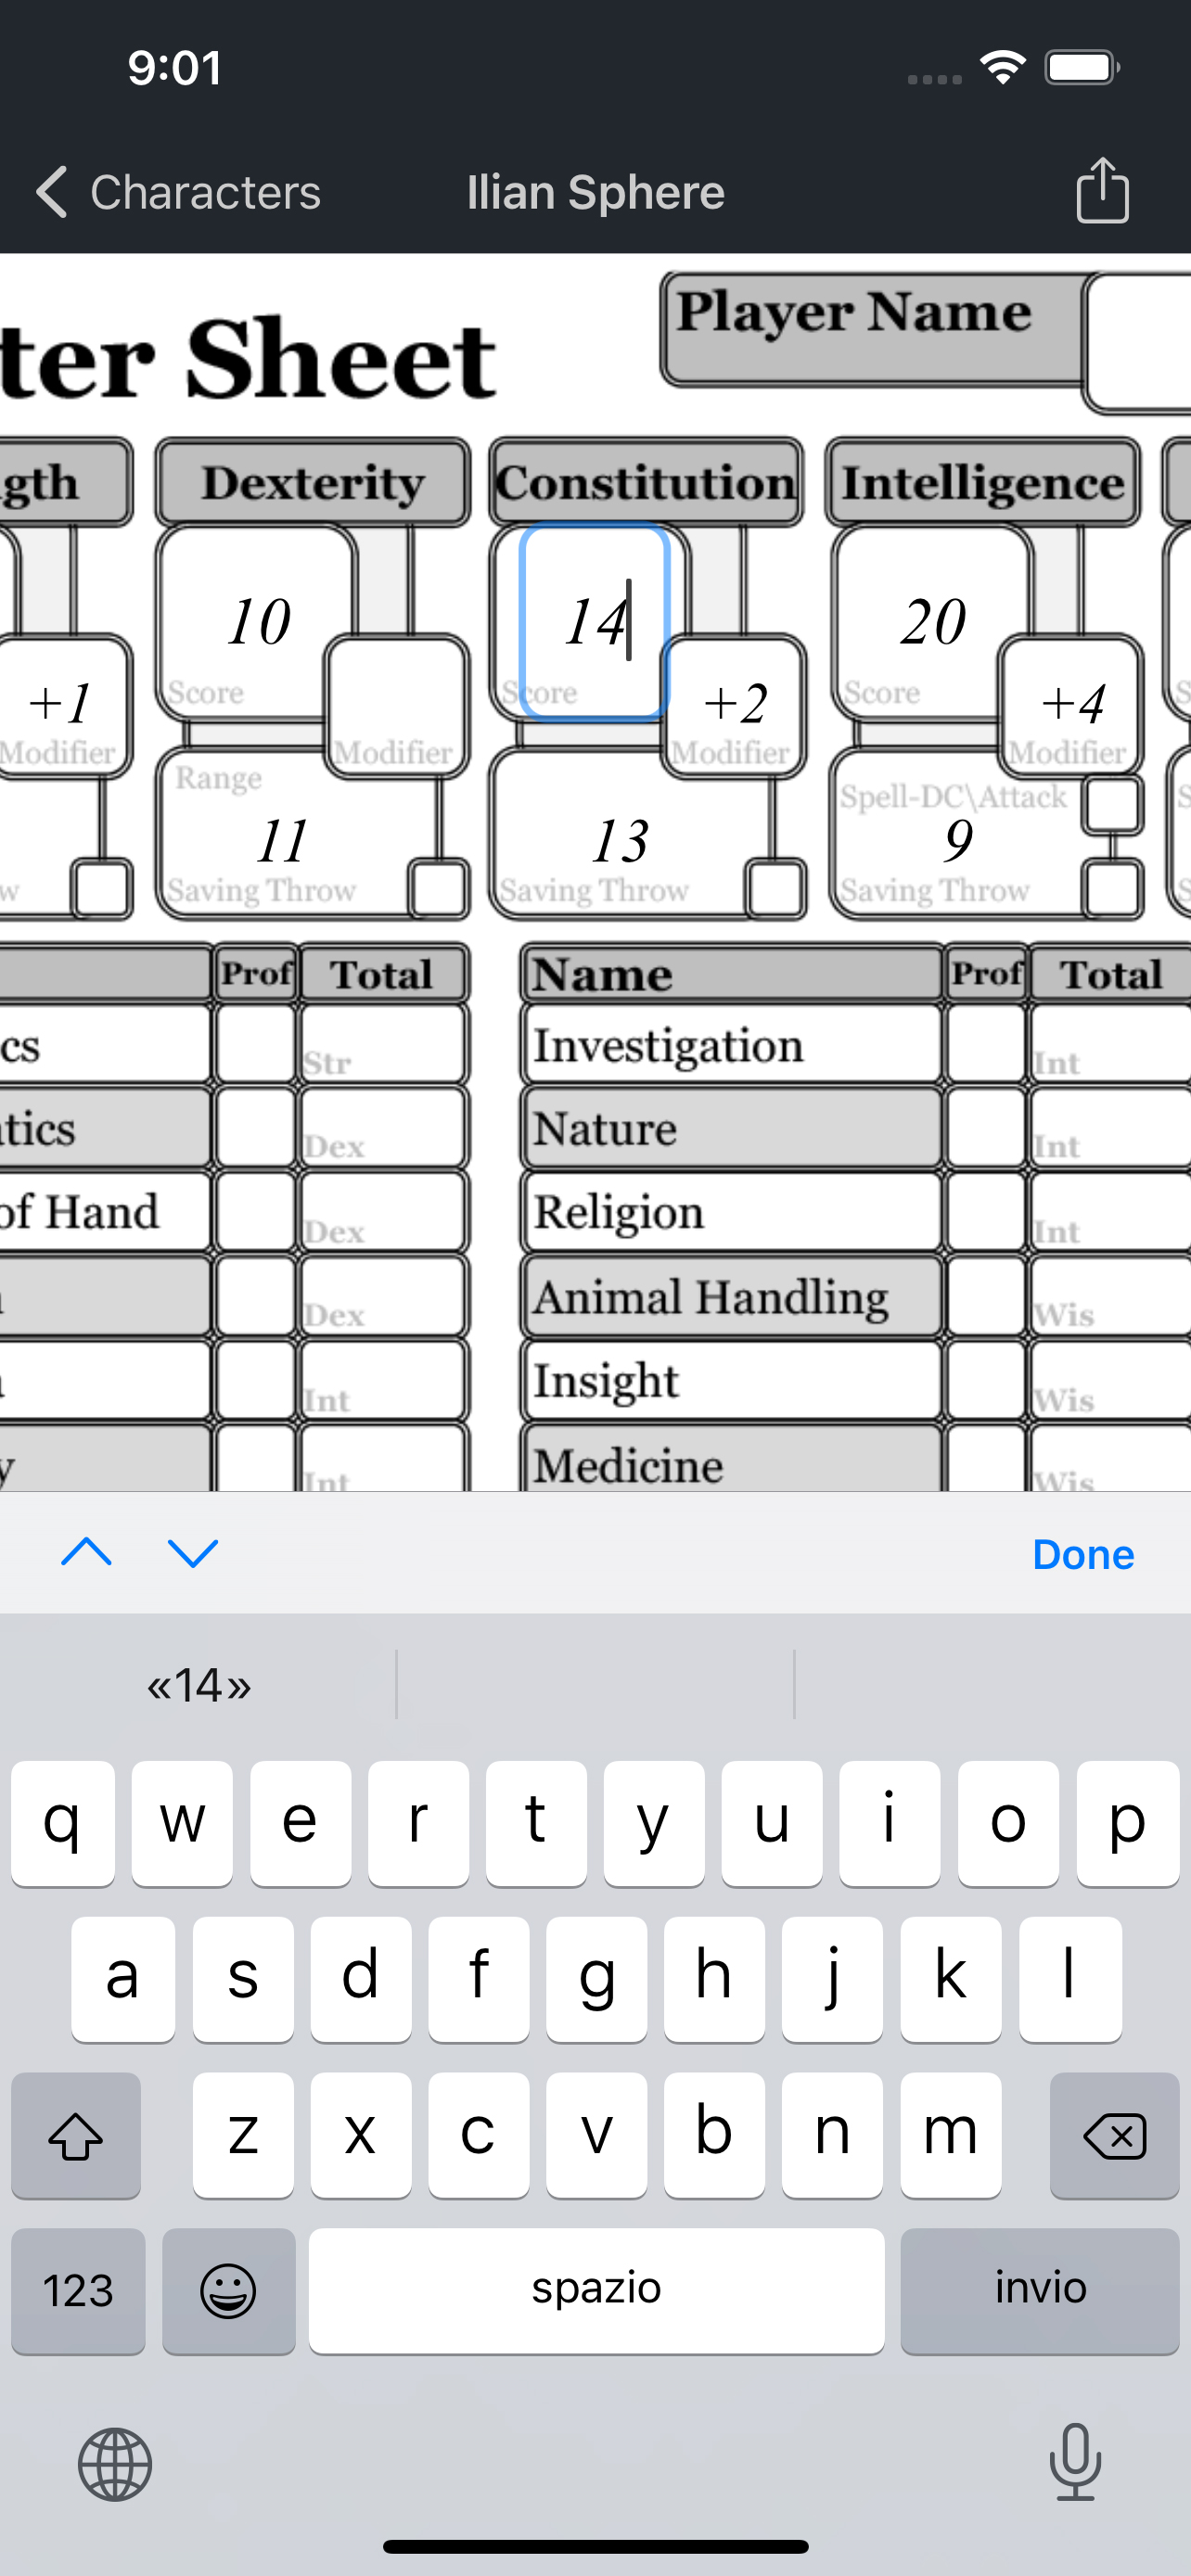 9:01
Characters
Ilian Sphere
ter Sheet
Player Name
gth
Dexterity
Constitution
Intelligence
10
14
20
Score
Score
Score
+1
+2
+4
Modifier
Modifier
Modifier
Modifier
Range
Spell-DC\Attack
11
13
9
w
Saving Throw
Saving Throw
Saving Throw
S
Prof
Total
Name
Prof
Total
cs
Str
Investigation
Int
tics
Dex
Nature
Int
of Hand
Dex
Religion
Int
Dex
Animal Handling
Wis
Int
Insight
Wis
y
Int
Medicine
Wis
Done
«14»
q w e r t y u i o p
a s d f g h j k l
z x c v b n m
123
spazio
invio